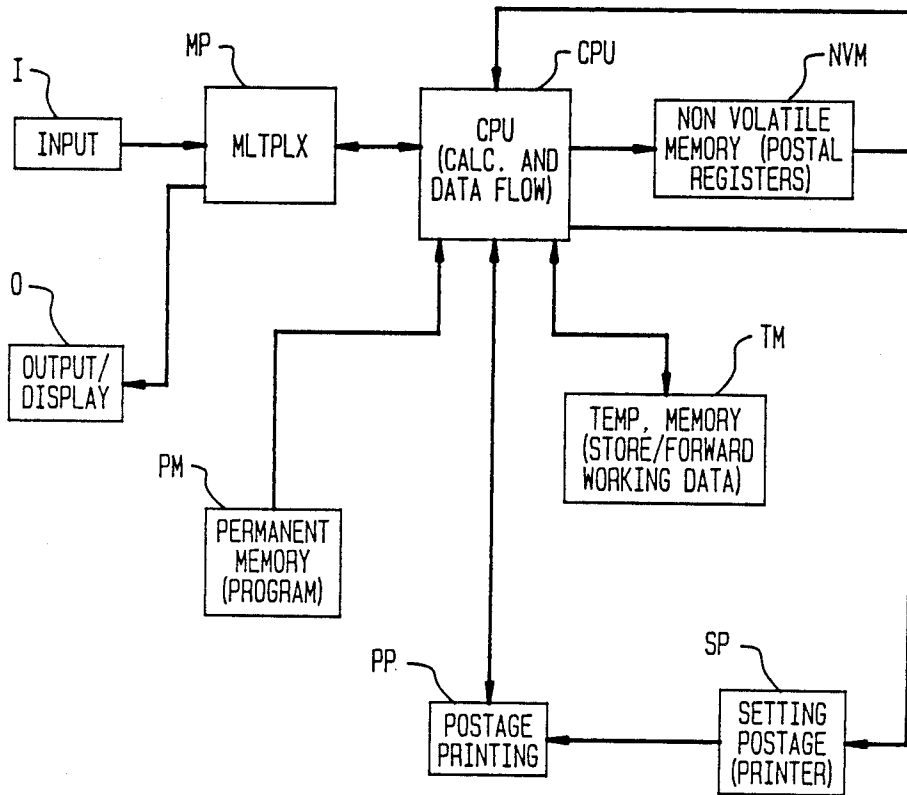 MP
CPU
NVM
I
INPUT
MLTPLX
CPU
(CALC. AND
DATA FLOW)
NON VOLATILE
MEMORY (POSTAL
REGISTERS)
O
OUTPUT/
DISPLAY
TM
TEMP. MEMORY
(STORE/FORWARD
WORKING DATA)
PM
PERMANENT
MEMORY
(PROGRAM)
PP
POSTAGE
PRINTING
SP
SETTING
POSTAGE
(PRINTER)